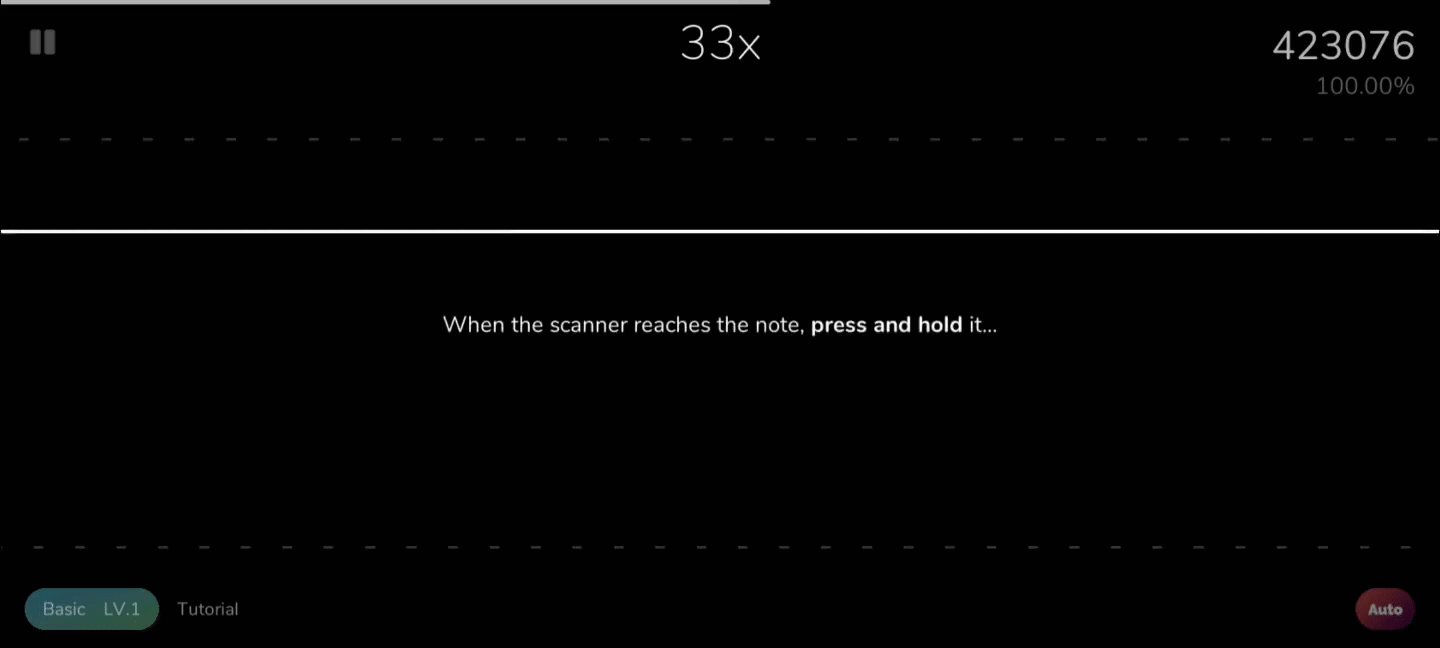 33x
423076
100.00%
When the scanner reaches the note, press and hold it...
Basic LV.1 Tutorial
Auto